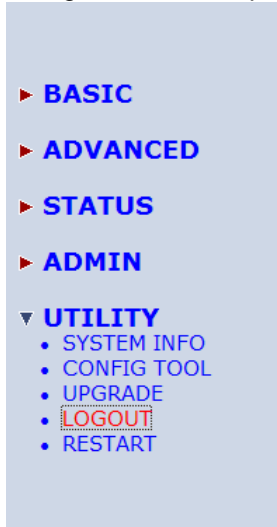 BASIC
ADVANCED
STATUS
ADMIN
UTILITY
SYSTEM INFO
CONFIG TOOL
UPGRADE
LOGOUT
RESTART